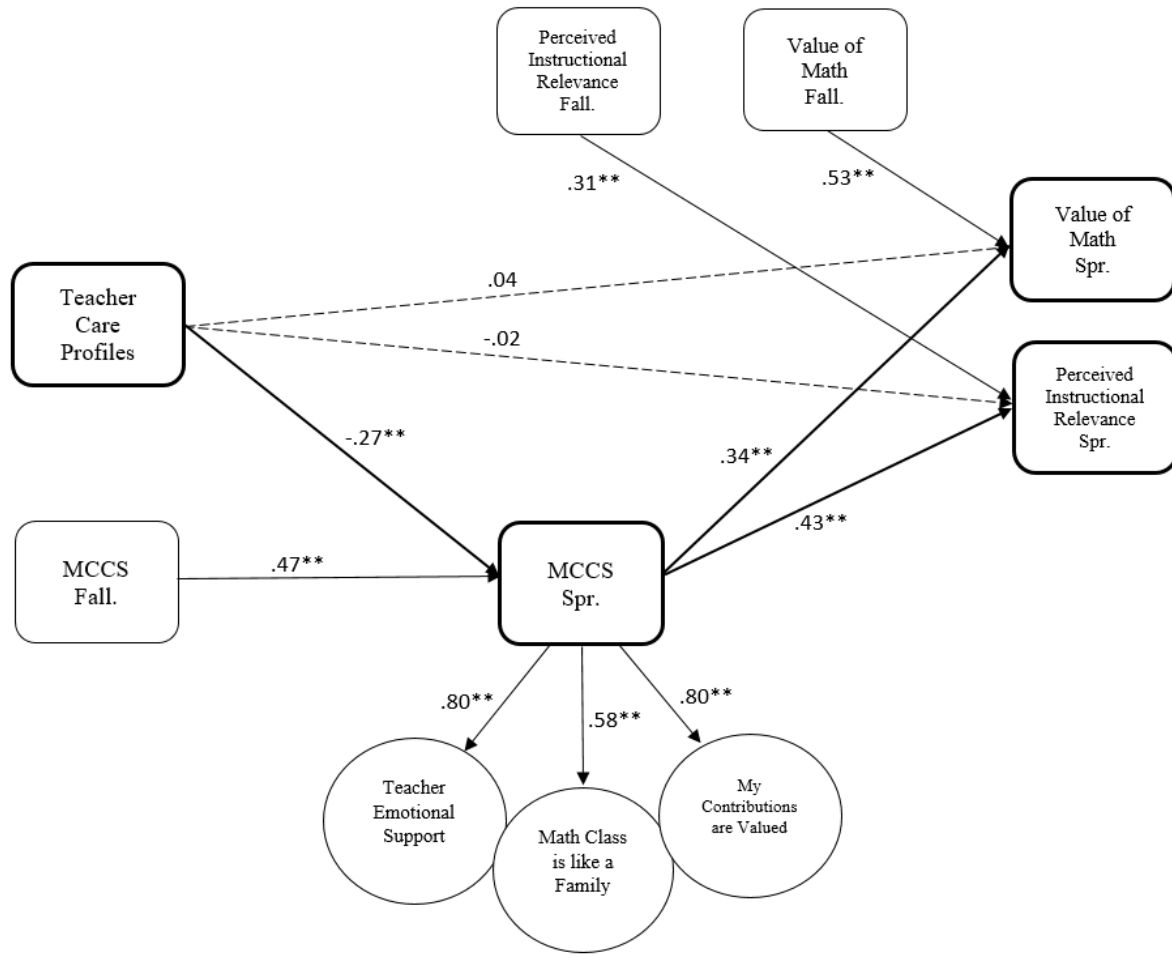 Perceived
Instructional
Relevance
Fall.
Value of
Math
Fall.
.31**
.53**
Value of
Math
Spr.
Teacher
Care
Profiles
.04
-.02
Perceived
Instructional
Relevance
Spr.
-.27**
.34**
.43**
MCCS
Fall.
.47**
MCCS
Spr.
.80**
.58**
.80**
Teacher
Emotional
Support
Math Class
is like a
Family
My
Contributions
are Valued